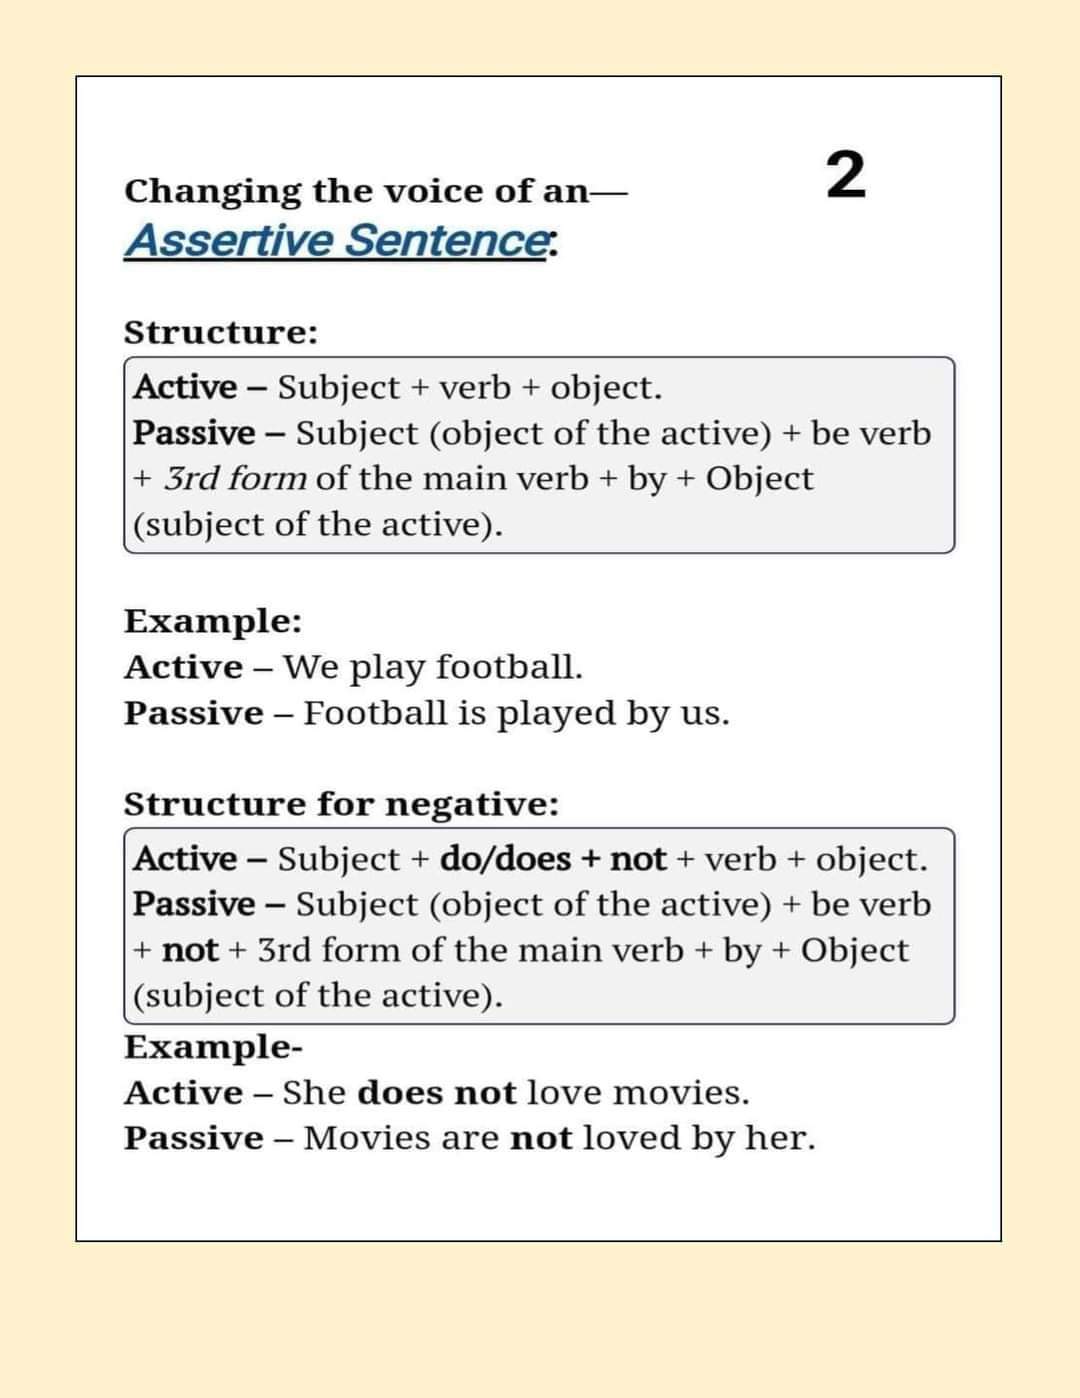 2
Changing the voice of an—
Assertive Sentence:
Structure:
Active – Subject + verb + object.
Passive – Subject (object of the active) + be verb
+ 3rd form of the main verb + by + Object
(subject of the active).
Example:
Active – We play football.
Passive – Football is played by us.
Structure for negative:
Active – Subject + do/does + not + verb + object.
Passive – Subject (object of the active) + be verb
+ not + 3rd form of the main verb + by + Object
(subject of the active).
Example-
Active – She does not love movies.
Passive – Movies are not loved by her.